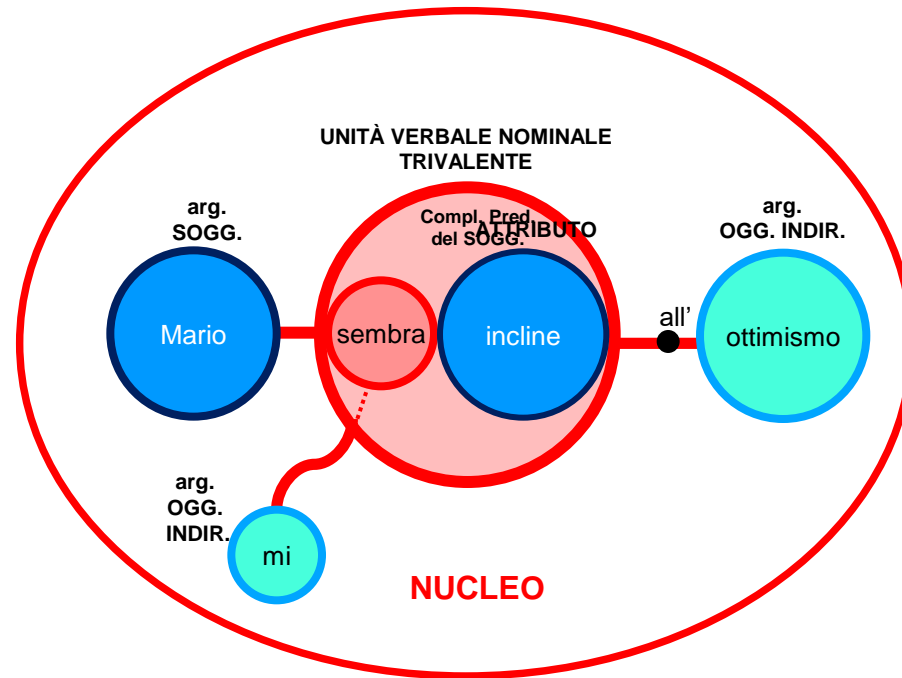 UNITÀ VERBALE NOMINALE
TRIVALENTE
arg.
SOGG.
Compl. Pred.
del SOGG.
ATTRIBUTO
arg.
OGG. INDIR.
Mario
sembra
incline
all'
ottimismo
arg.
OGG.
INDIR.
mi
NUCLEO